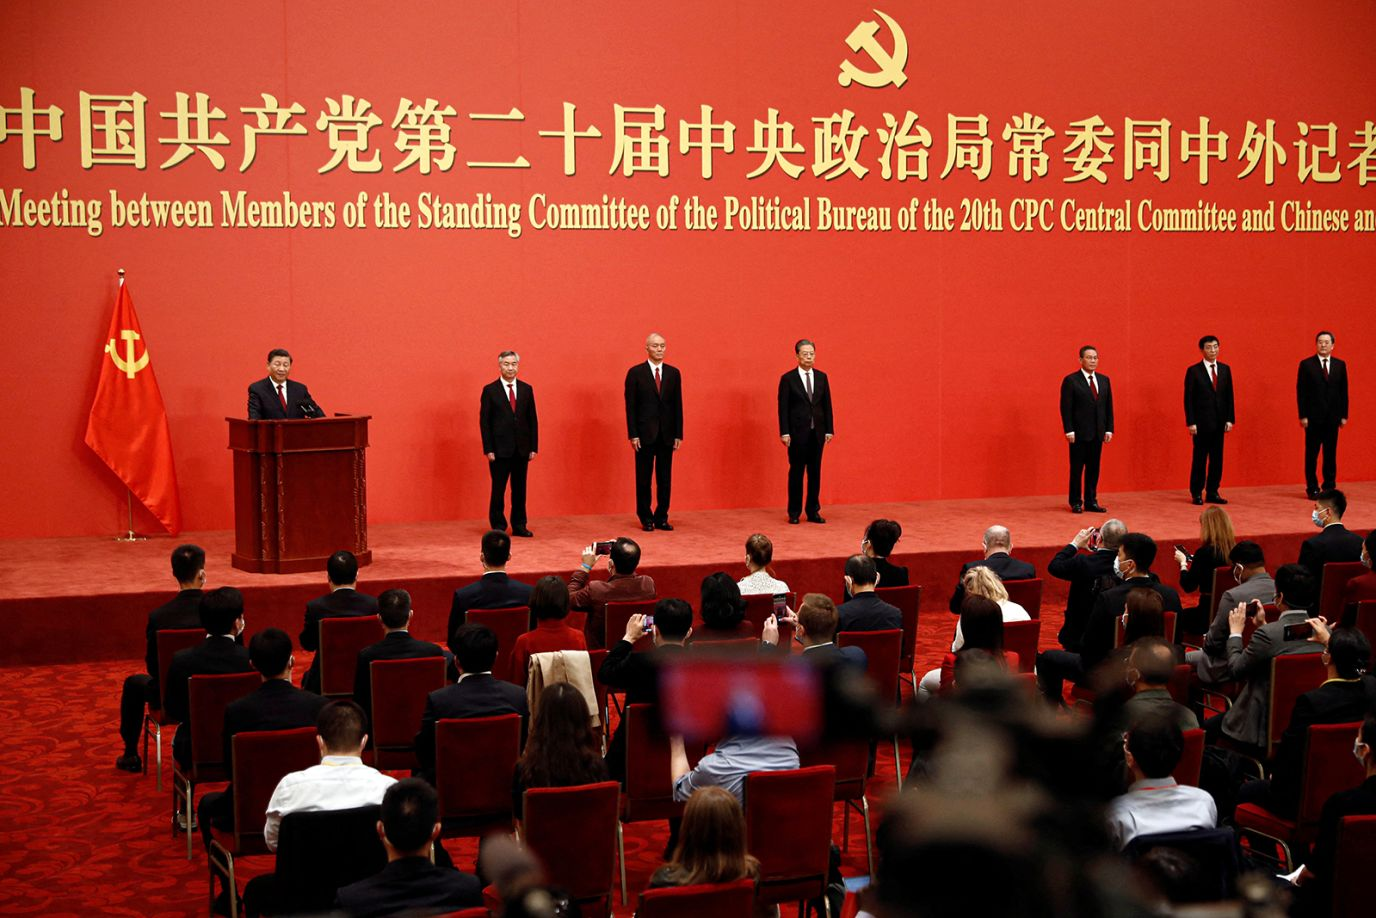 中国共产党第二十届中央政治局常委同中外记者
Meeting between Members of the Standing Committee of the Political Bureau of the 20th CPC Central Committee and Chinese an